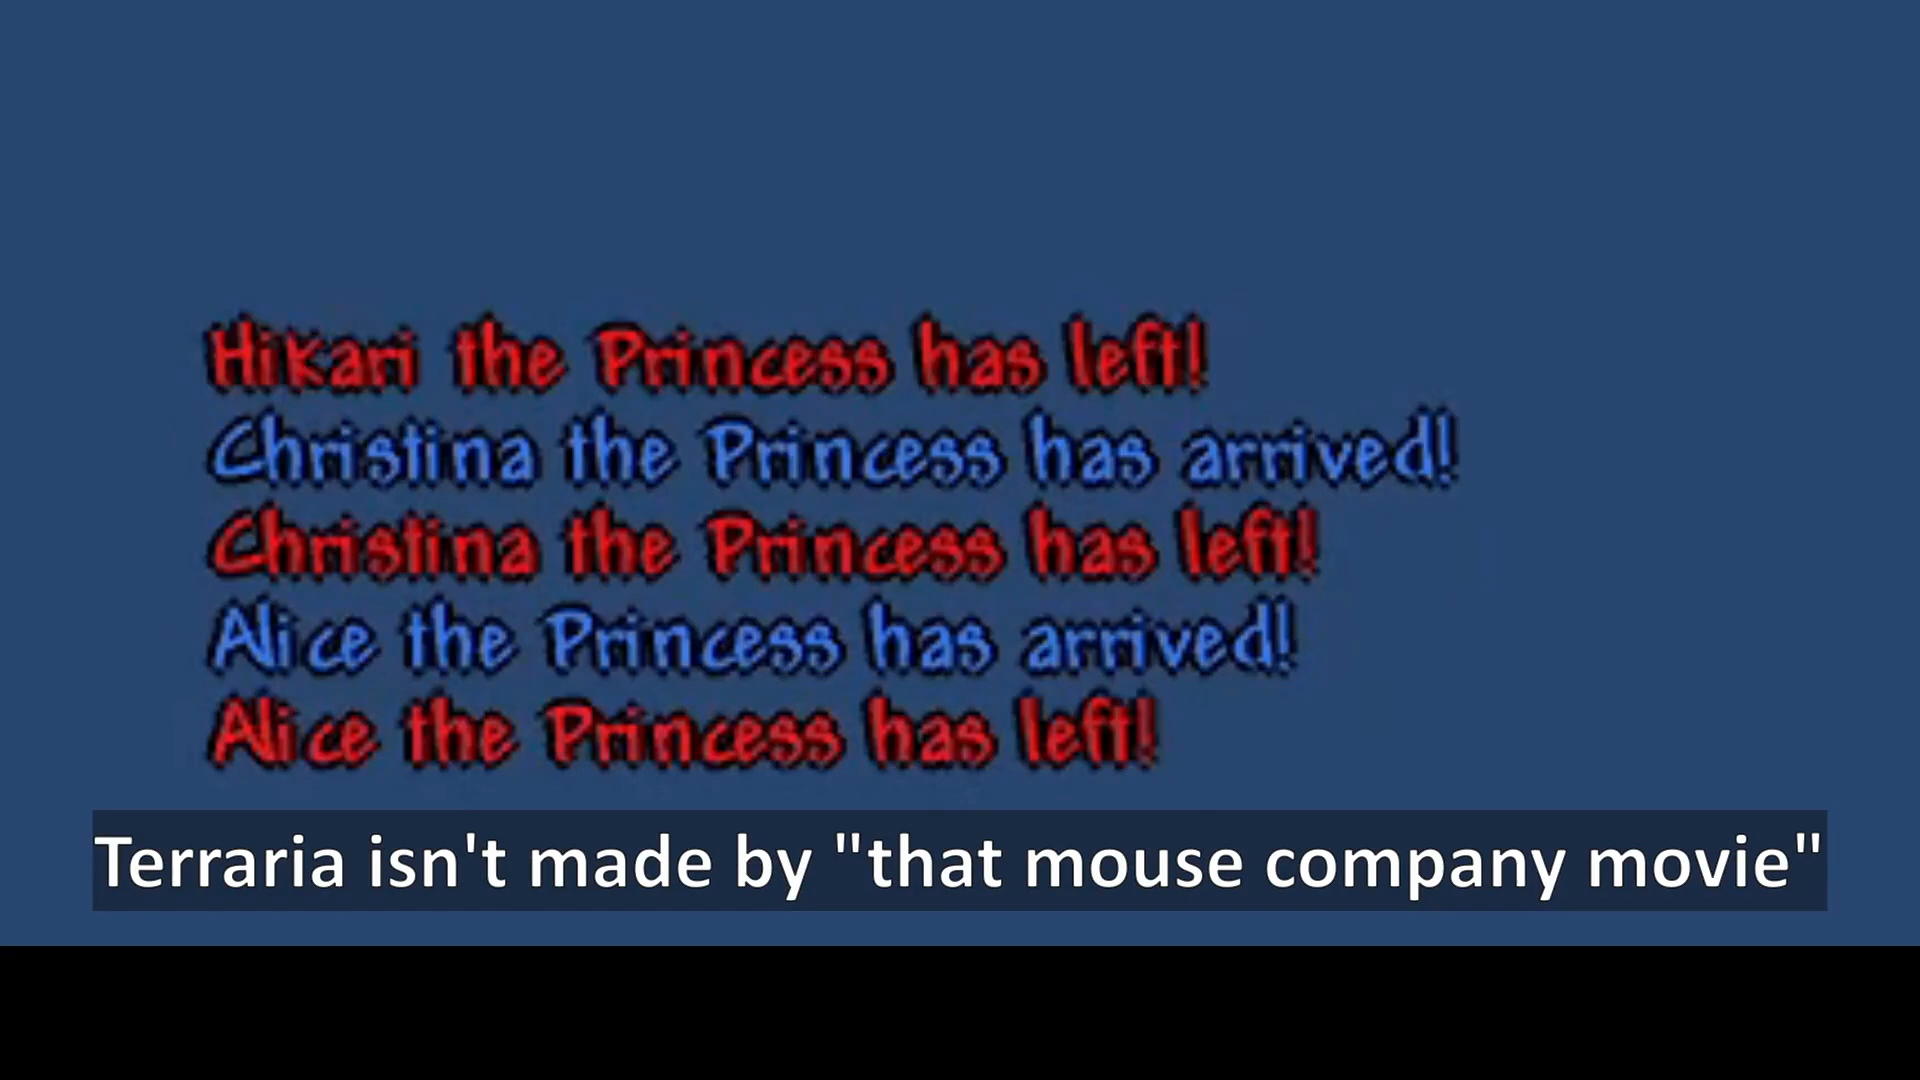 Hikari the Princess has left!
Christina the Princess has arrived!
Christina the Princess has left!
Alice the Princess has arrived!
Alice the Princess has left!
Terraria isn't made by "that mouse company movie"